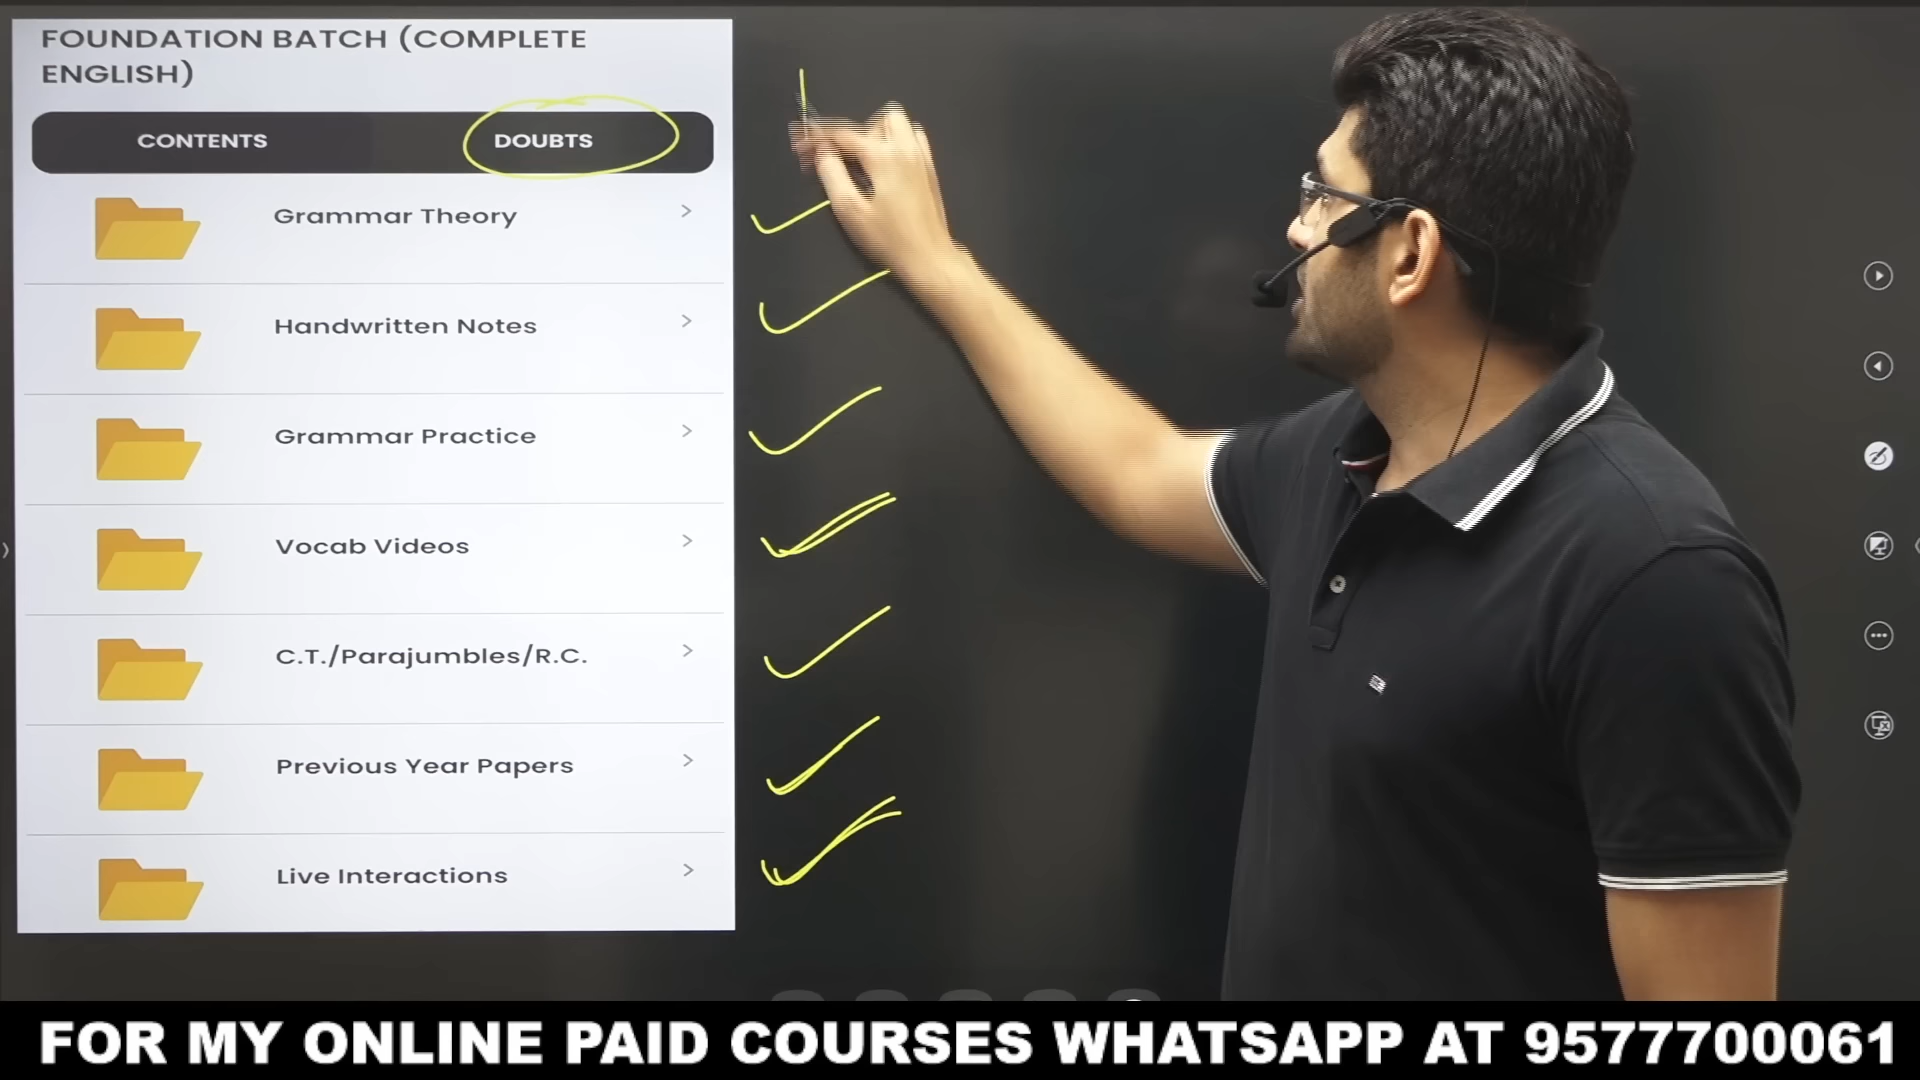 FOUNDATION BATCH (COMPLETE
ENGLISH)
CONTENTS
DOUBTS
Grammar Theory
Handwritten Notes
Grammar Practice
Vocab Videos
C.T./Parajumbles/R.C.
Previous Year Papers
Live Interactions
FOR MY ONLINE PAID COURSES WHATSAPP AT 9577700061